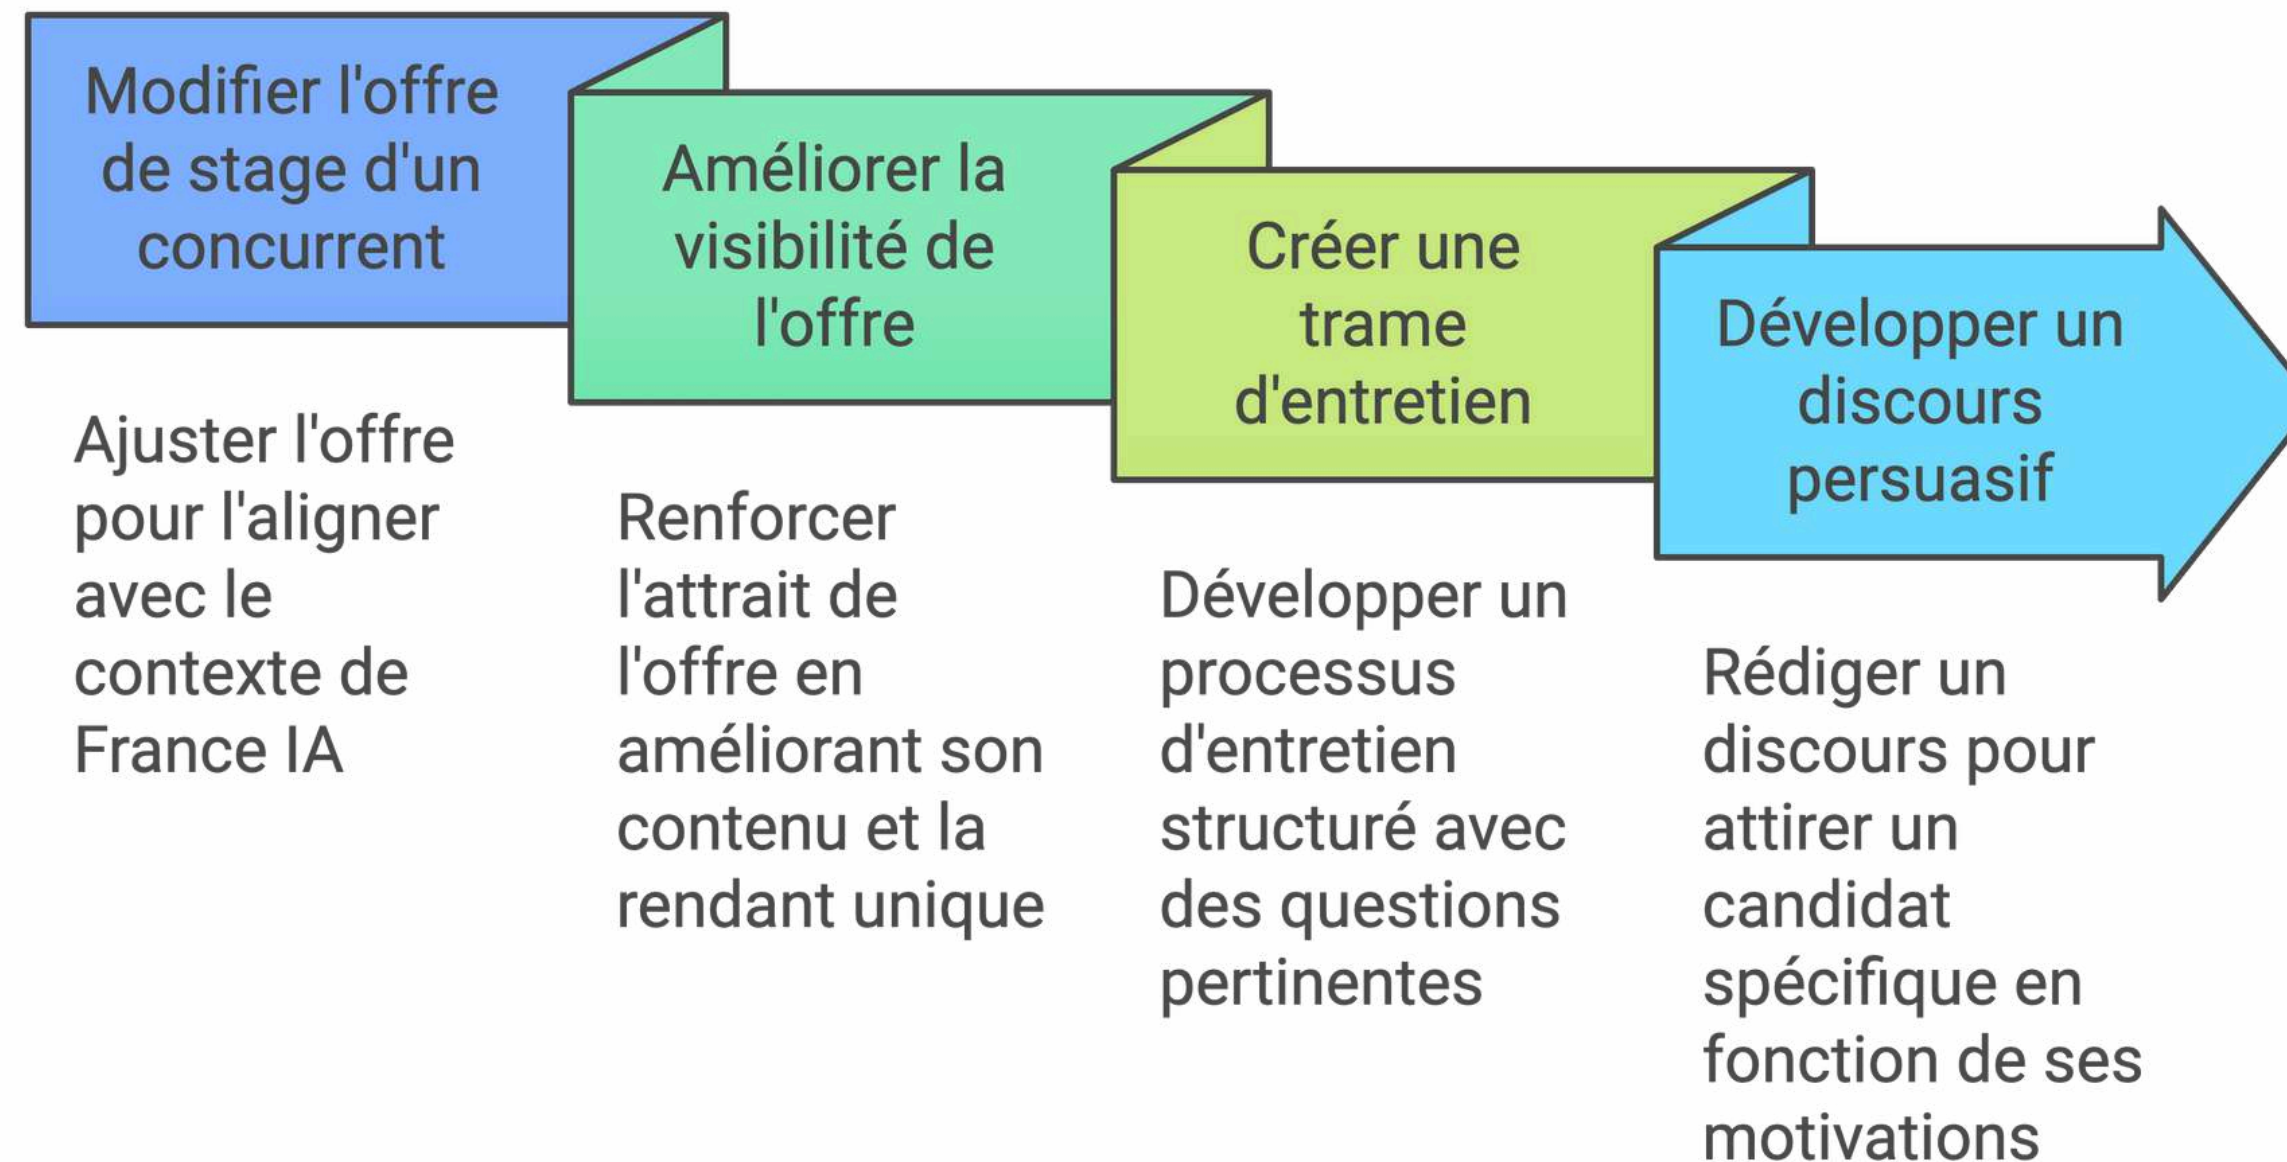 Modifier l'offre
de stage d'un
concurrent
Ajuster l'offre
pour l'aligner
avec le
contexte de
France IA
Améliorer la
visibilité de
l'offre
Renforcer
l'attrait de
l'offre en
améliorant son
contenu et la
rendant unique
Créer une
trame
d'entretien
Développer un
processus
d'entretien
structuré avec
des questions
pertinentes
Développer un
discours
persuasif
Rédiger un
discours pour
attirer un
candidat
spécifique en
fonction de ses
motivations